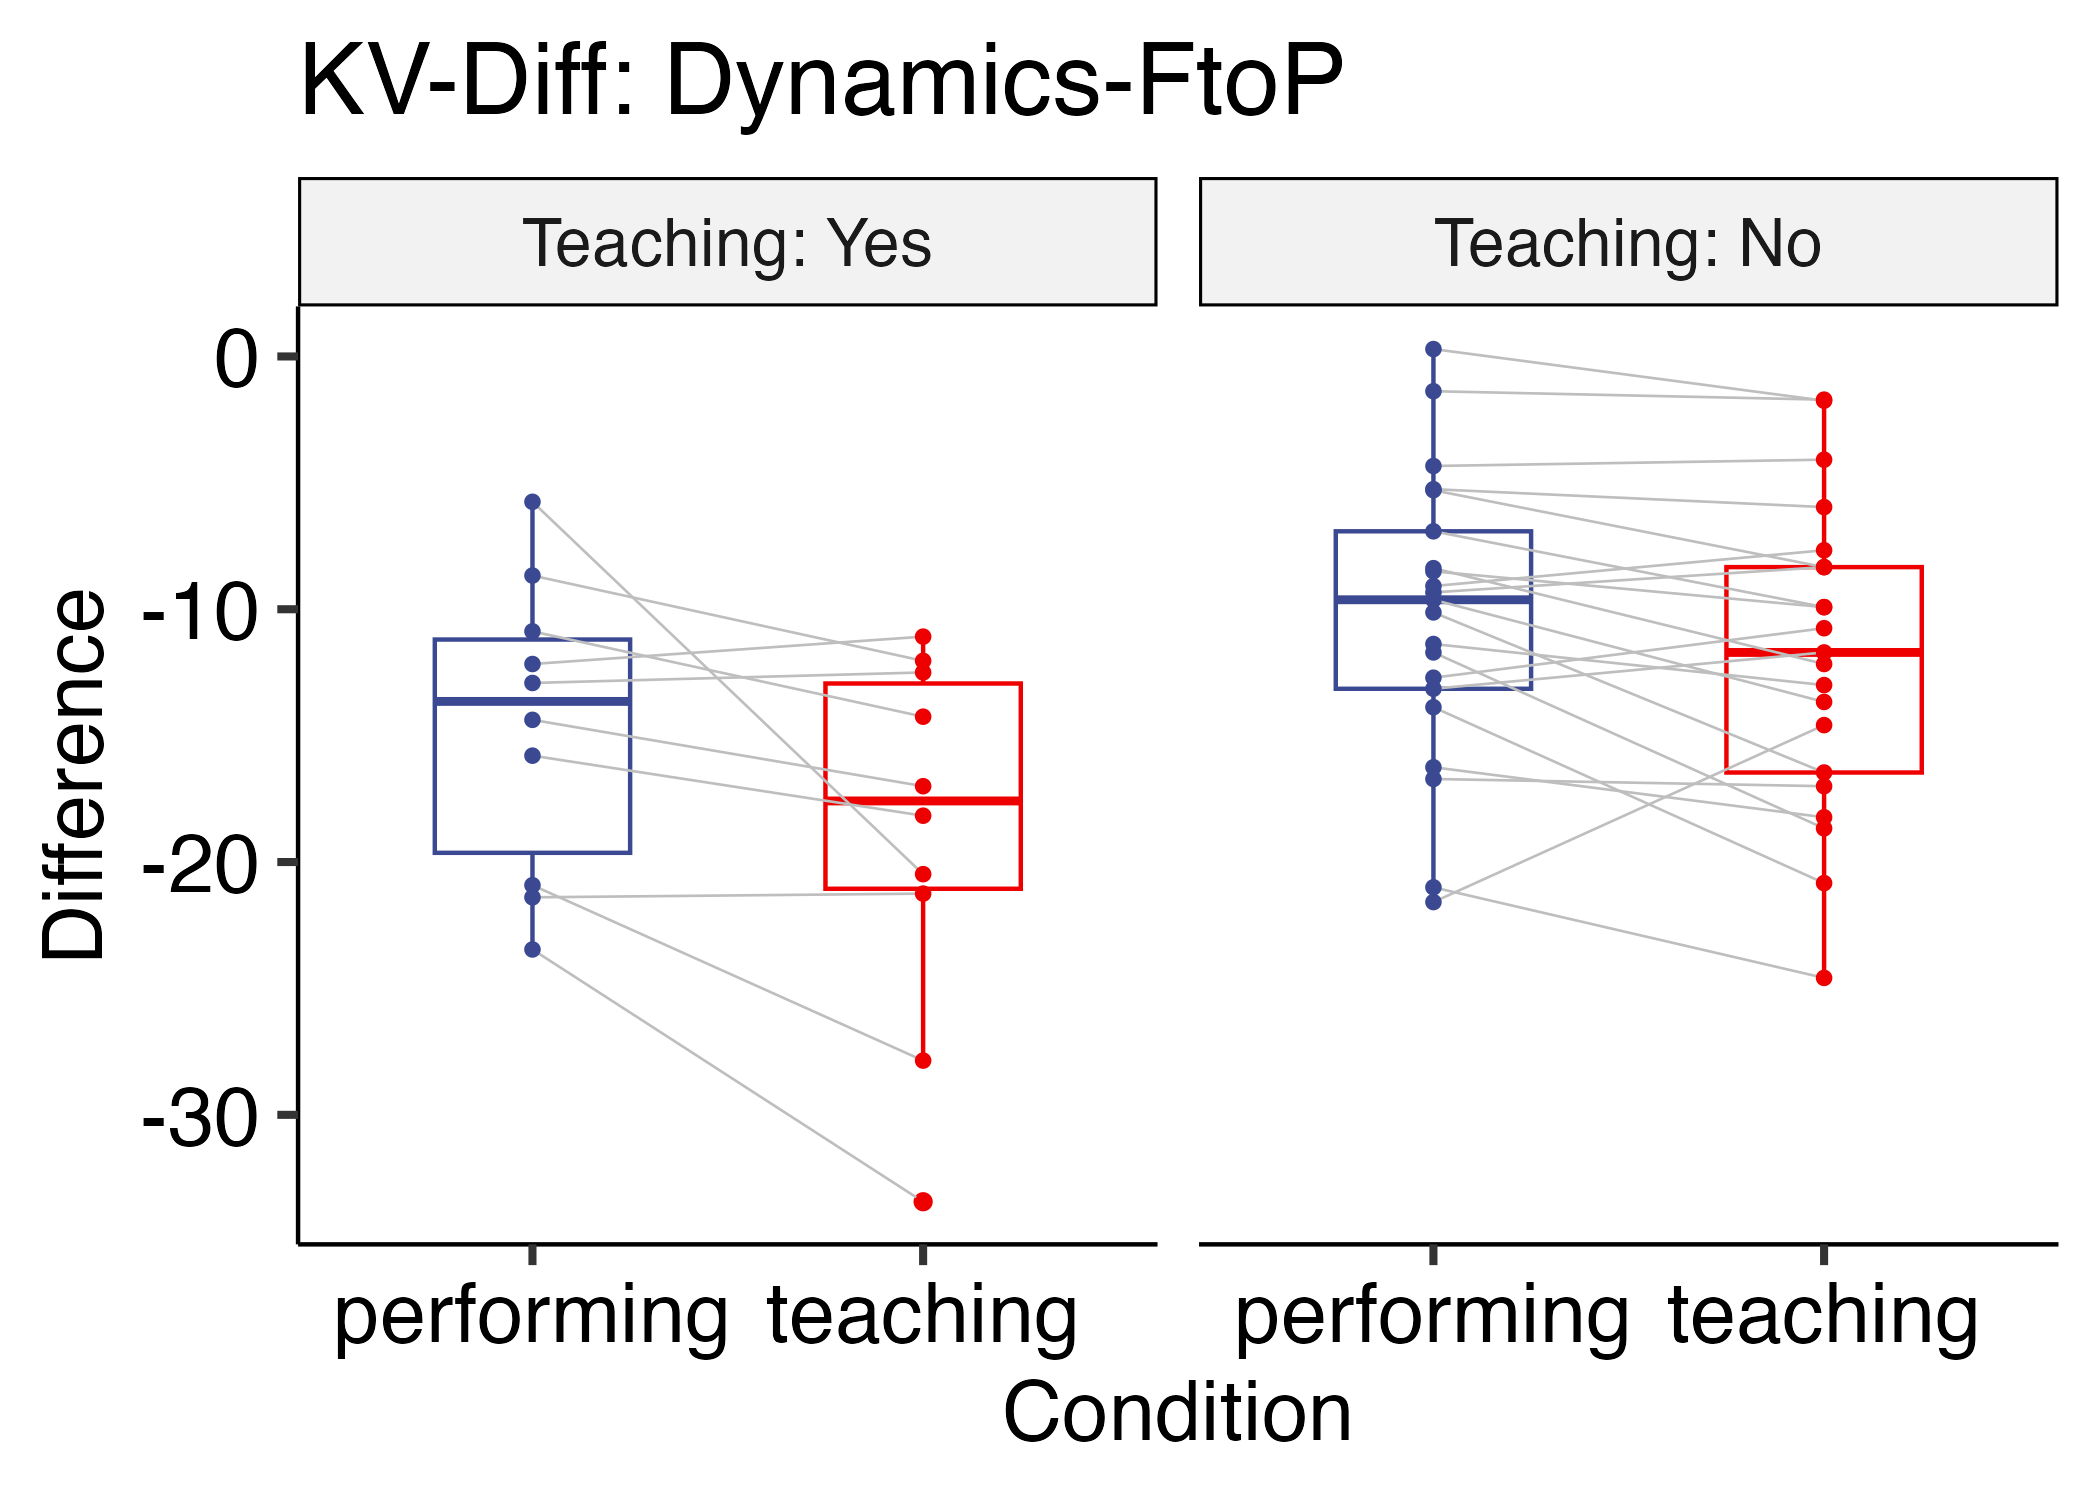 KV-Diff: Dynamics-FtoP
Teaching: Yes
Teaching: No
Difference
0
-10
-20
-30
performing teaching
performing teaching
Condition